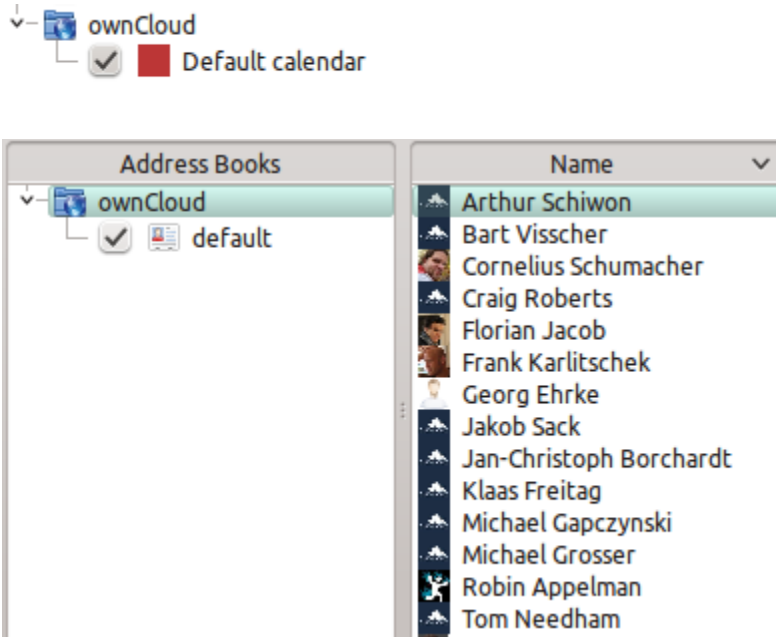 ownCloud
Default calendar
Address Books
ownCloud
default
Name
Arthur Schiwon
Bart Visscher
Cornelius Schumacher
Craig Roberts
Florian Jacob
Frank Karlitschek
Georg Ehrke
Jakob Sack
Jan-Christoph Borchardt
Klaas Freitag
Michael Gapczynski
Michael Grosser
Robin Appelman
Tom Needham